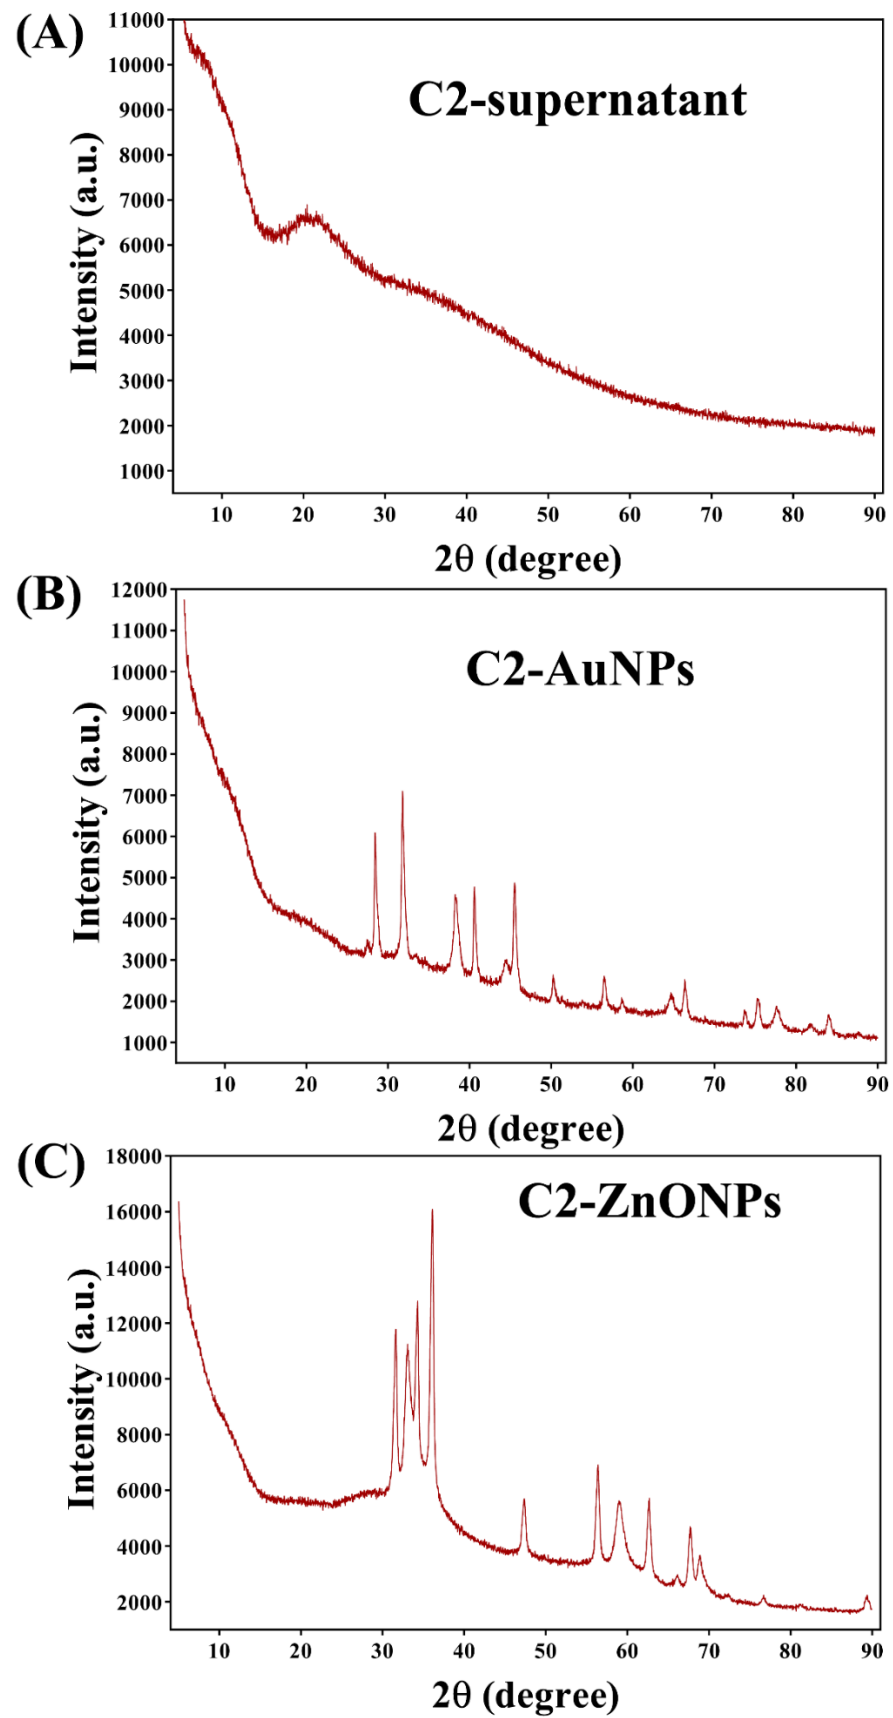 (A)
C2-supernatant
11000
10000
9000
8000
7000
6000
5000
4000
3000
2000
1000
Intensity (a.u.)
10 20 30 40 50 60 70 80 90
2θ (degree)
(B)
C2-AuNPs
12000
11000
10000
9000
8000
7000
6000
5000
4000
3000
2000
1000
Intensity (a.u.)
10 20 30 40 50 60 70 80 90
2θ (degree)
(C)
C2-ZnONPs
18000
16000
14000
12000
10000
8000
6000
4000
2000
Intensity (a.u.)
10 20 30 40 50 60 70 80 90
2θ (degree)